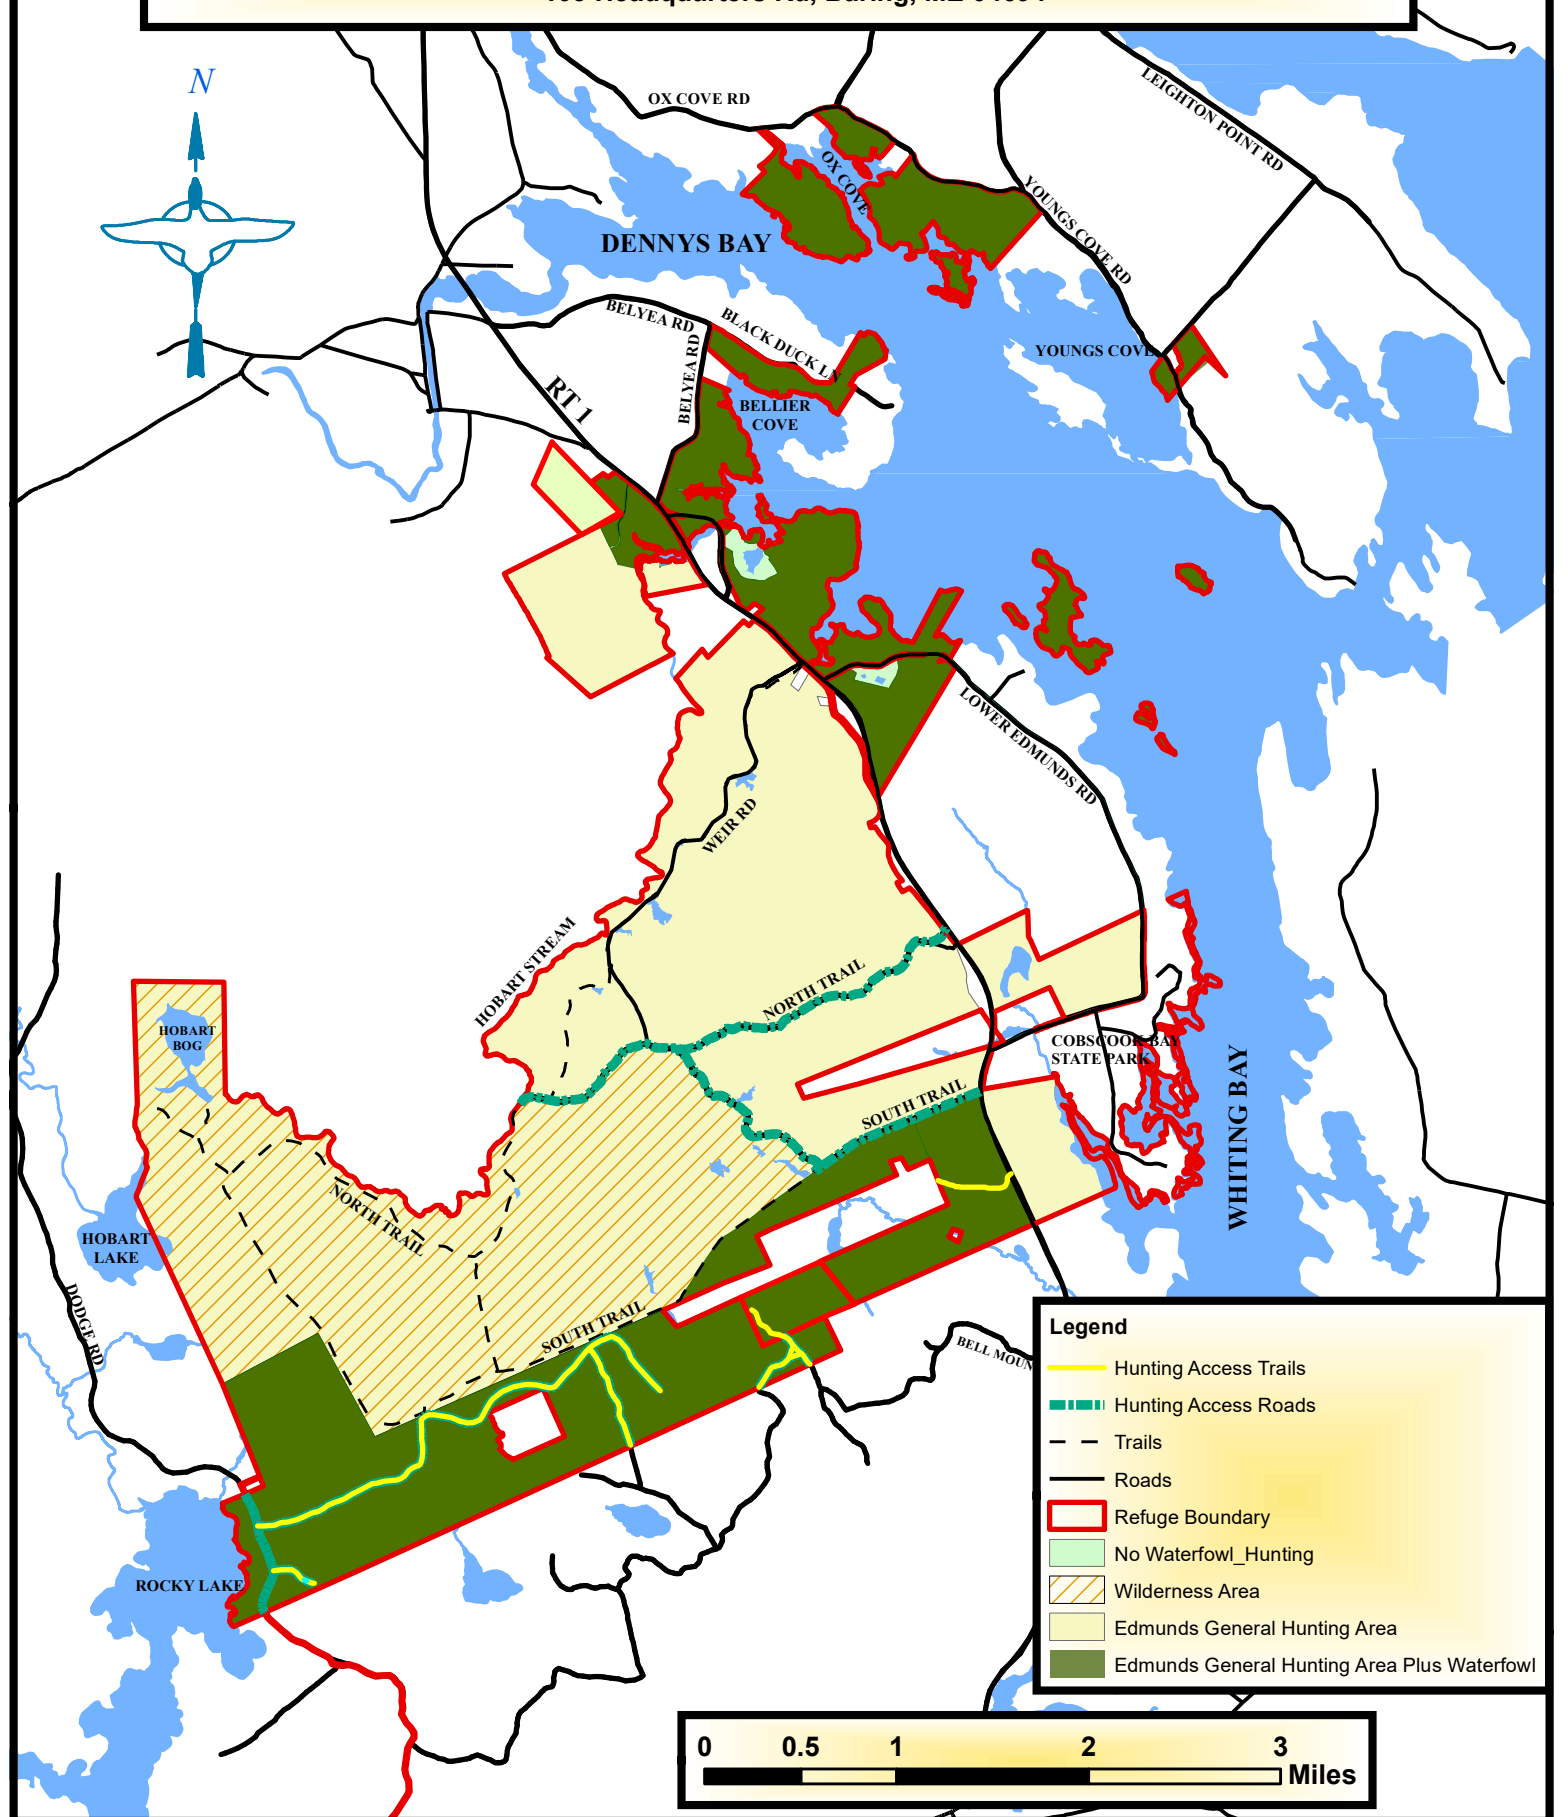 N
OX COVE RD
LEIGHTON POINT RD
OX COVE
YOUNGS COVE RD
DENNYS BAY
BELYEA RD
BLACK DUCK LN
BELYEA RD
YOUNGS COVE
RT 1
BELLIER
COVE
LOWER EDMUNDS RD
WEIR RD
HOBART STREAM
NORTH TRAIL
HOBART
BOG
COBSCOOK BAY
STATE PARK
SOUTH TRAIL
WHITING BAY
NORTH TRAIL
HOBART
LAKE
DODGE RD
SOUTH TRAIL
BELL MOUN
ROCKY LAKE
Legend
Hunting Access Trails
Hunting Access Roads
Trails
Roads
Refuge Boundary
No Waterfowl_Hunting
Wilderness Area
Edmunds General Hunting Area
Edmunds General Hunting Area Plus Waterfowl
0 0.5 1 2 3
Miles